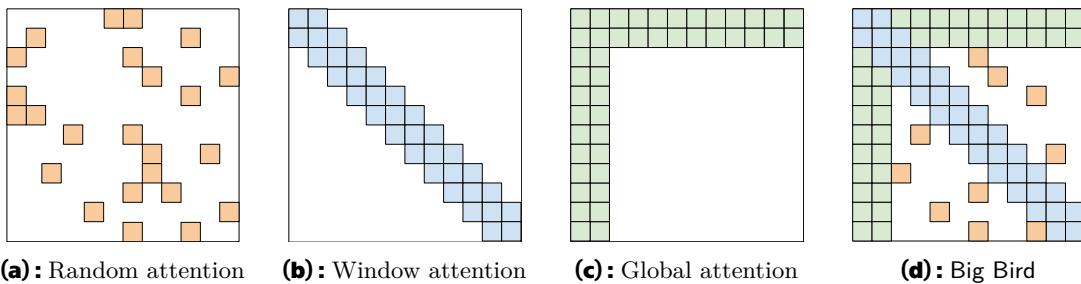 (a): Random attention
(b): Window attention
(c): Global attention
(d): Big Bird